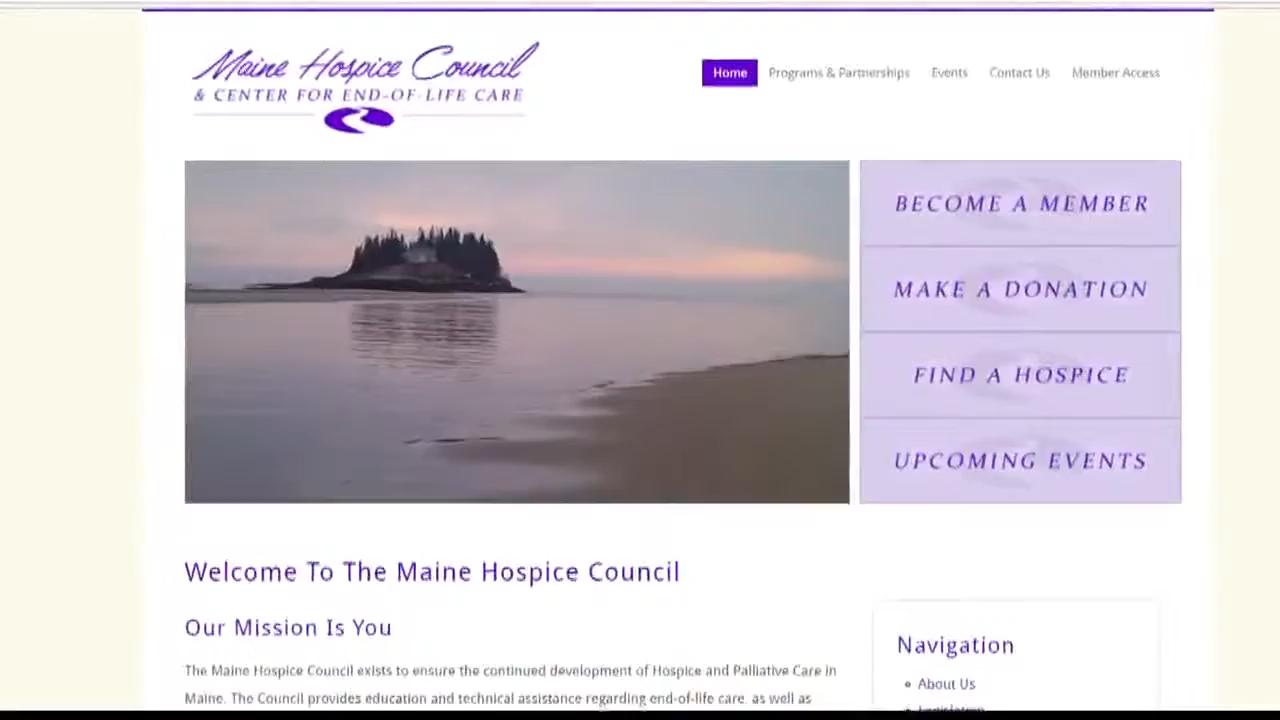 Maine Hospice Council
& CENTER FOR END-OF-LIFE CARE
Home Programs & Partnerships Events Contact Us Member Access
BECOME A MEMBER
MAKE A DONATION
FIND A HOSPICE
UPCOMING EVENTS
Welcome To The Maine Hospice Council
Our Mission Is You
The Maine Hospice Council exists to ensure the continued development of Hospice and Palliative Care in
Maine. The Council provides education and technical assistance regarding end-of-life care, as well as
Navigation
About Us
Legislation